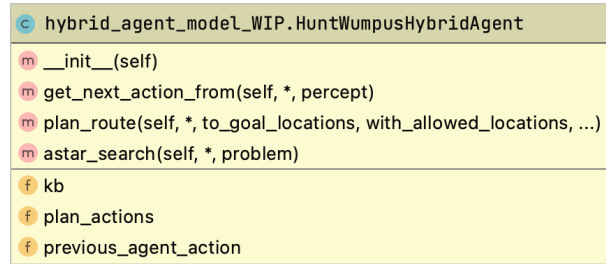 c hybrid_agent_model_WIP.HuntWumpusHybridAgent
m __init__(self)
m get_next_action_from(self, *, percept)
m plan_route(self, *, to_goal_locations, with_allowed_locations, ...)
m astar_search(self, *, problem)
f kb
f plan_actions
f previous_agent_action